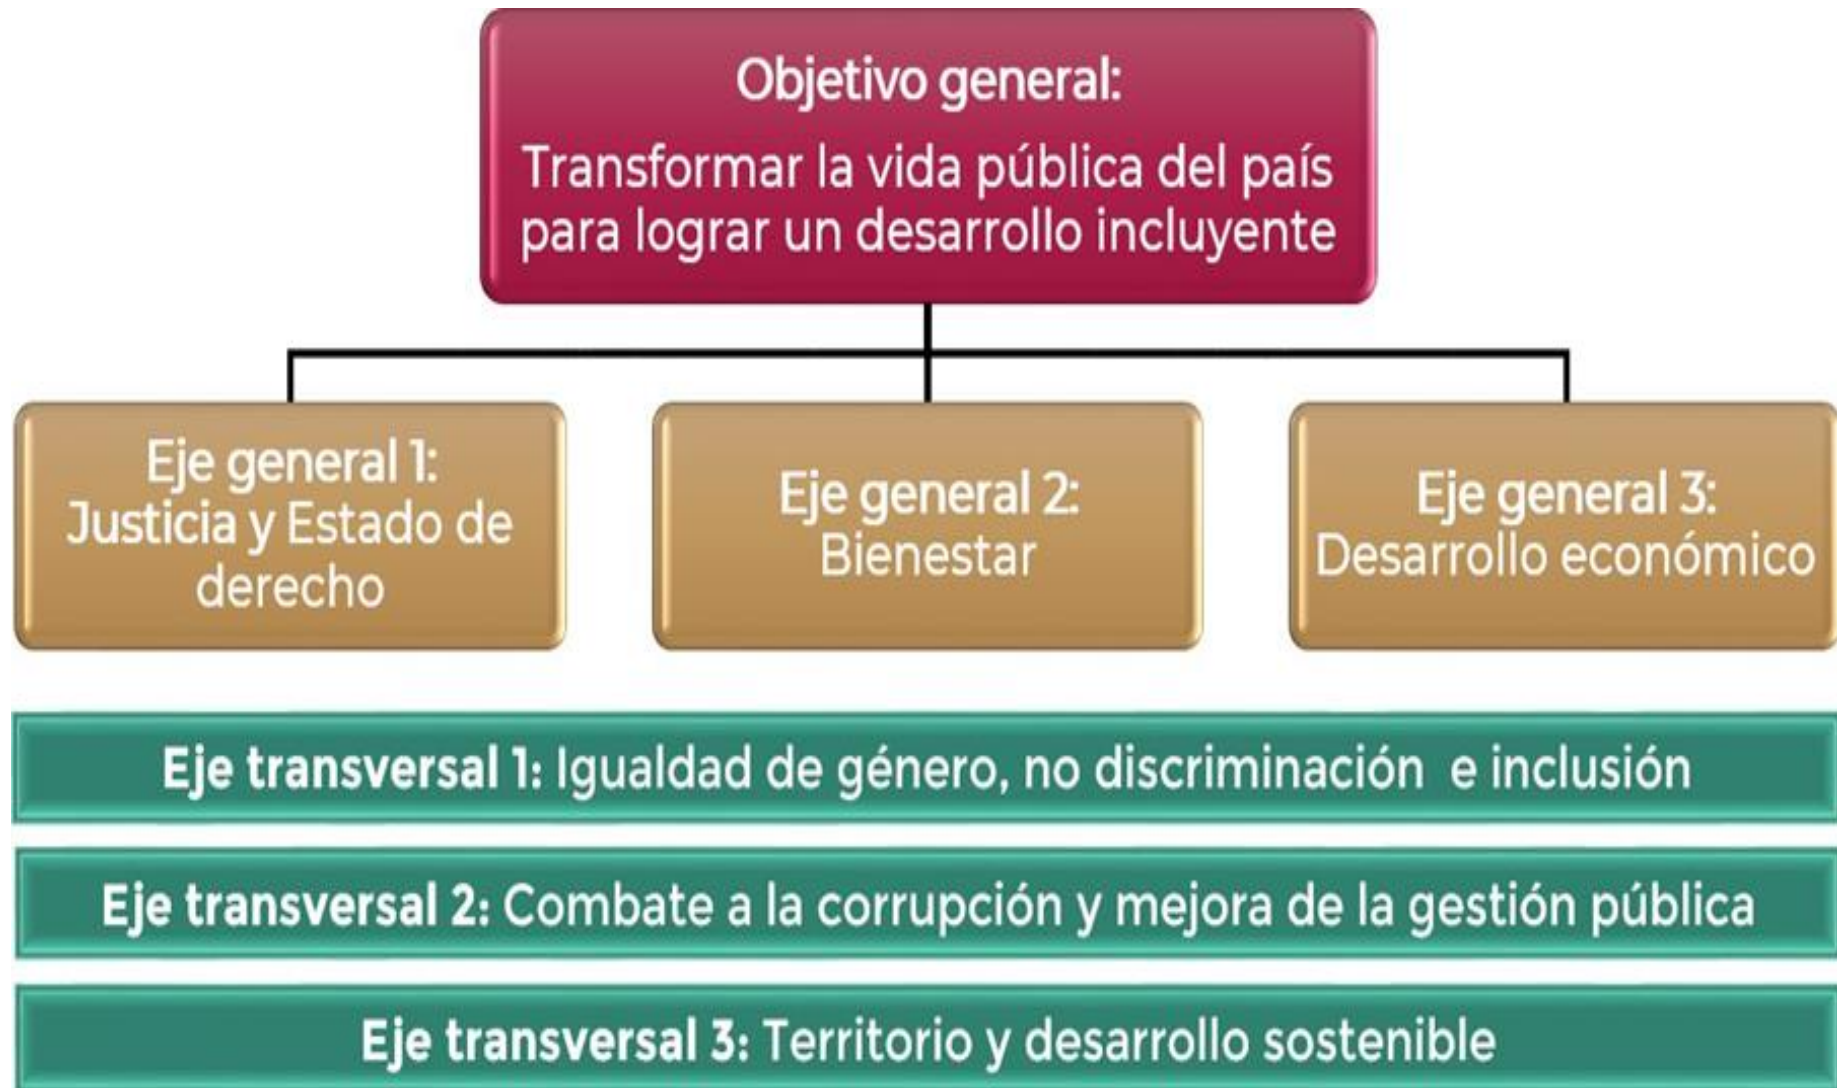 Objetivo general:
Transformar la vida pública del país
para lograr un desarrollo incluyente
Eje general 1:
Justicia y Estado de
derecho
Eje general 2:
Bienestar
Eje general 3:
Desarrollo económico
Eje transversal 1: Igualdad de género, no discriminación e inclusión
Eje transversal 2: Combate a la corrupción y mejora de la gestión pública
Eje transversal 3: Territorio y desarrollo sostenible